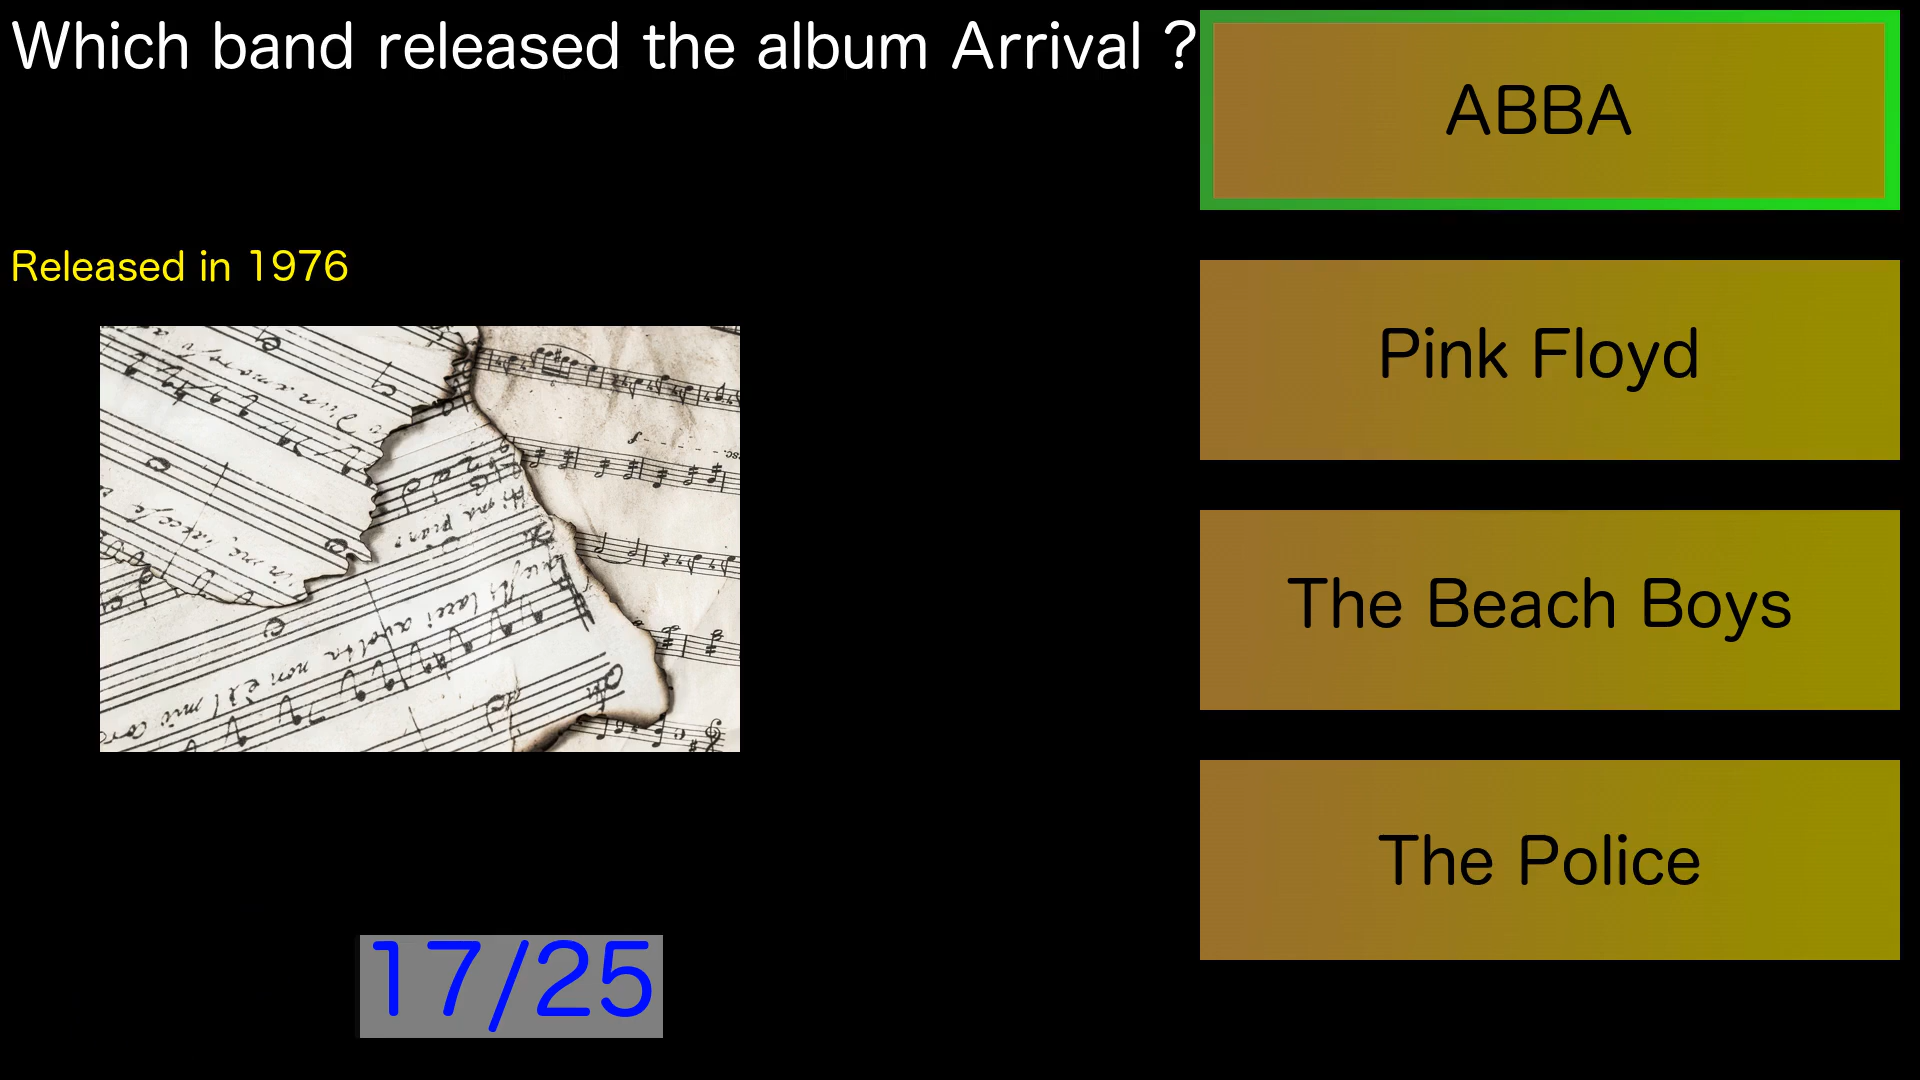 Which band released the album Arrival ?
ABBA
Released in 1976
Pink Floyd
The Beach Boys
The Police
17/25